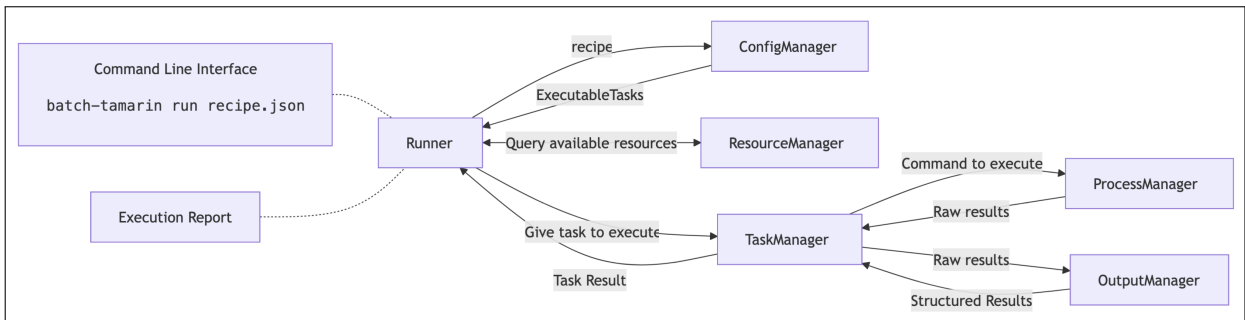 Command Line Interface
batch-tamarin run recipe.json
Execution Report
Runner
recipe
ExecutableTasks
Query available resources
Give task to execute
Task Result
ConfigManager
ResourceManager
TaskManager
Command to execute
Raw results
Raw results
Structured Results
ProcessManager
OutputManager